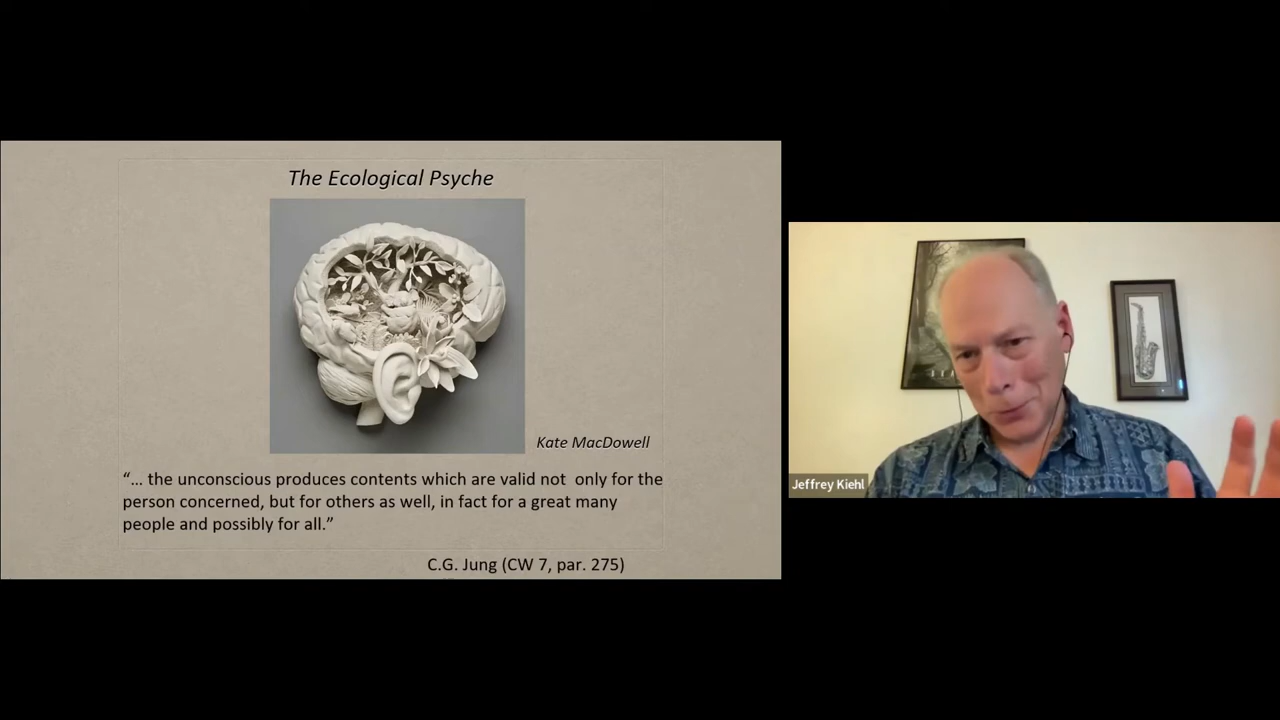 The Ecological Psyche
Kate MacDowell
“... the unconscious produces contents which are valid not only for the
person concerned, but for others as well, in fact for a great many
people and possibly for all.”
C.G. Jung (CW 7, par. 275)
Jeffrey Kiehl